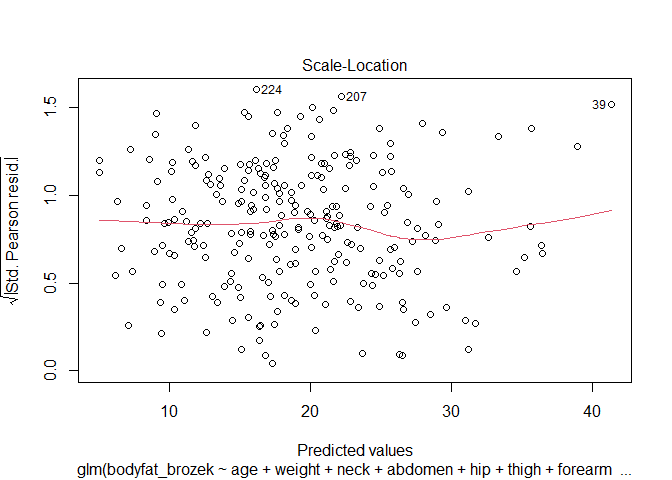 Scale-Location
√|Std. Pearson resid.|
0.0 0.5 1.0 1.5
224
207
39
10 20 30 40
Predicted values
glm(bodyfat_brozek ~ age + weight + neck + abdomen + hip + thigh + forearm ...